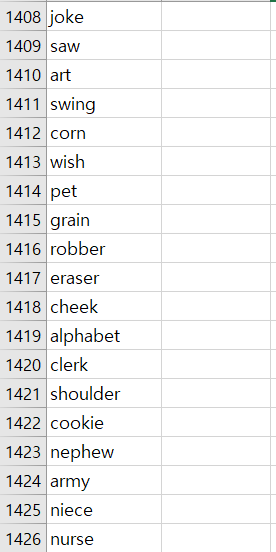 1408 joke
1409 saw
1410 art
1411 swing
1412 corn
1413 wish
1414 pet
1415 grain
1416 robber
1417 eraser
1418 cheek
1419 alphabet
1420 clerk
1421 shoulder
1422 cookie
1423 nephew
1424 army
1425 niece
1426 nurse